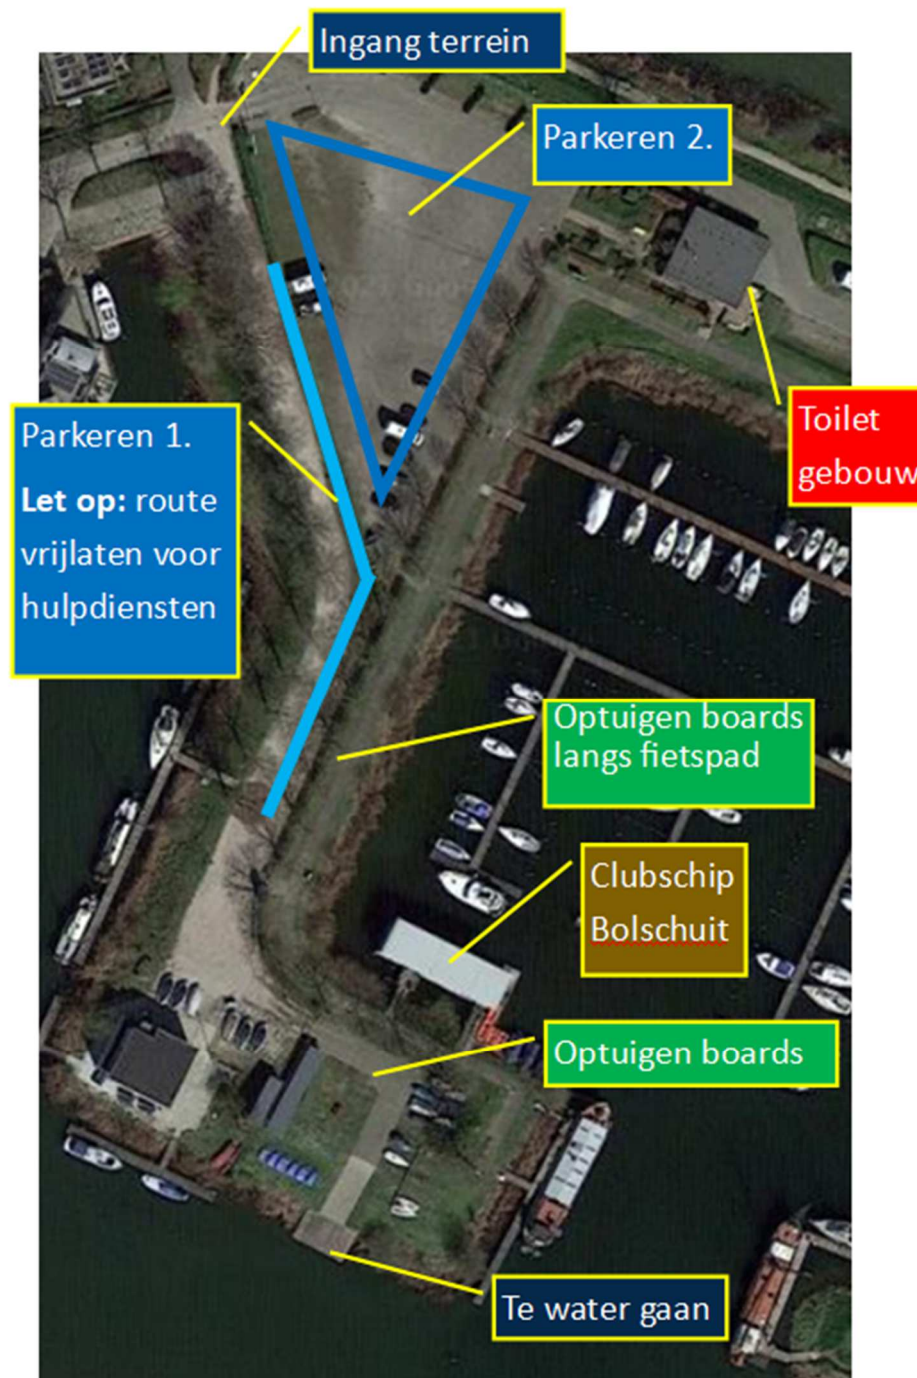 Ingang terrein
Parkeren 2.
Toilet
gebouw
Parkeren 1.
Let op: route
vrijlaten voor
hulpdiensten
Optuigen boards
langs fietspad
Clubschip
Bolschuit
Optuigen boards
Te water gaan